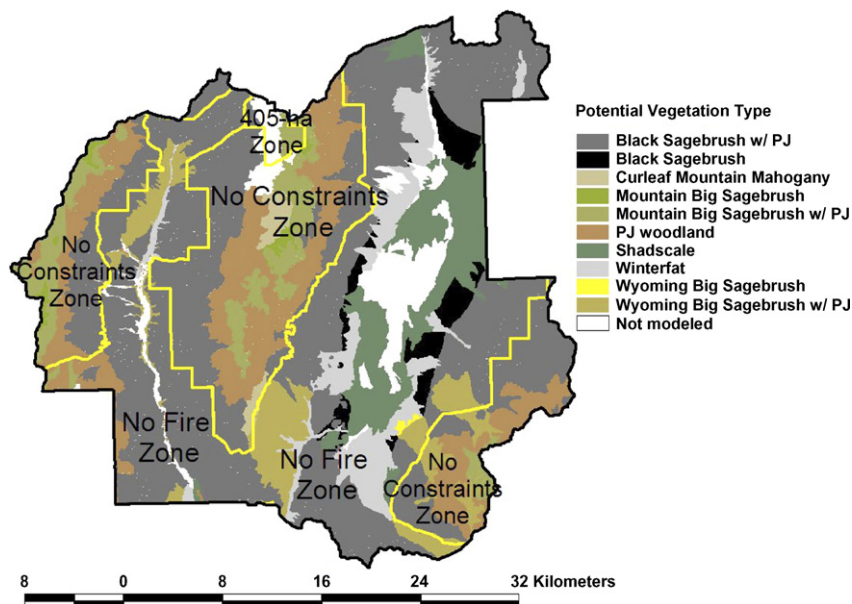 405-ha
Zone
No Constraints
Zone
No
Constraints
Zone
No Fire
Zone
No Fire
Zone
No
Constraints
Zone
Potential Vegetation Type
Black Sagebrush w/ PJ
Black Sagebrush
Curleaf Mountain Mahogany
Mountain Big Sagebrush
Mountain Big Sagebrush w/ PJ
PJ woodland
Shadscale
Winterfat
Wyoming Big Sagebrush
Wyoming Big Sagebrush w/ PJ
Not modeled
8 0 8 16 24 32 Kilometers